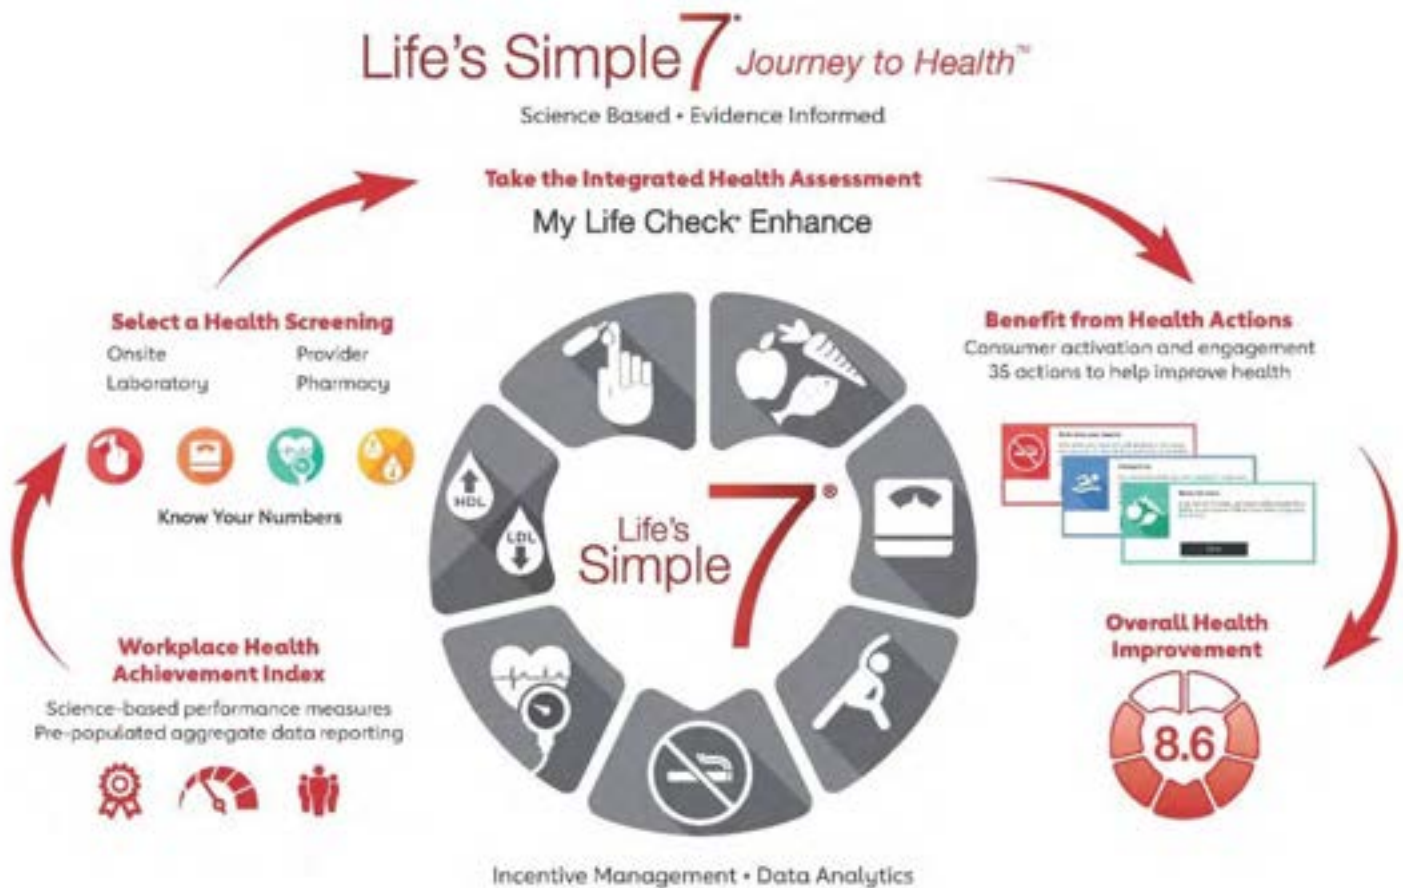 Life's Simple 7® Journey to Health™
Science Based • Evidence Informed
Take the Integrated Health Assessment
My Life Check® Enhance
Select a Health Screening
Onsite Provider
Laboratory Pharmacy
Know Your Numbers
Workplace Health
Achievement Index
Science-based performance measures
Pre-populated aggregate data reporting
HDL
LDL
Life's
Simple 7®
Benefit from Health Actions
Consumer activation and engagement
35 actions to help improve health
Overall Health
Improvement
8.6
Incentive Management • Data Analytics